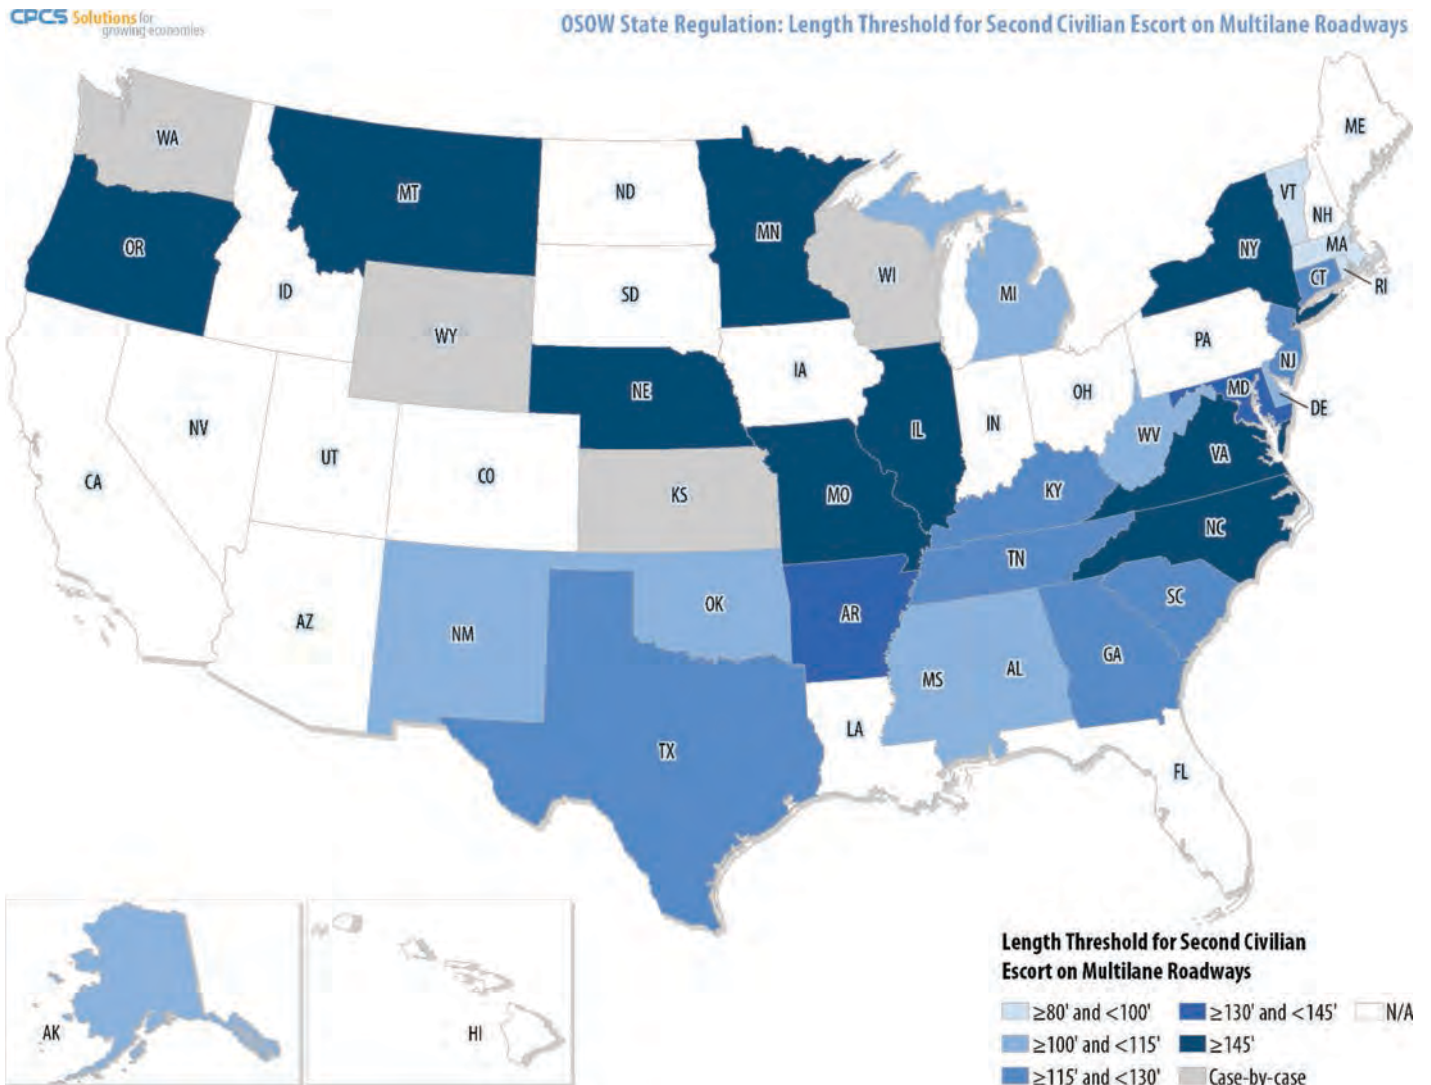 CPCS Solutions for
growing economies
OSOW State Regulation: Length Threshold for Second Civilian Escort on Multilane Roadways
ME
WA
MT
ND
VT
NH
MN
OR
NY
MA
WI
CT
ID
MI
SD
RI
WY
PA
IA
NJ
NE
MD
OH
DE
NV
IN
IL
WV
UT
VA
CO
CA
KY
KS
MO
NC
TN
SC
OK
AZ
AR
NM
GA
AL
MS
LA
TX
FL
AK
HI
Length Threshold for Second Civilian
Escort on Multilane Roadways
≥80' and <100' ≥130' and <145' N/A
≥100' and <115' ≥145'
≥115' and <130' Case-by-case